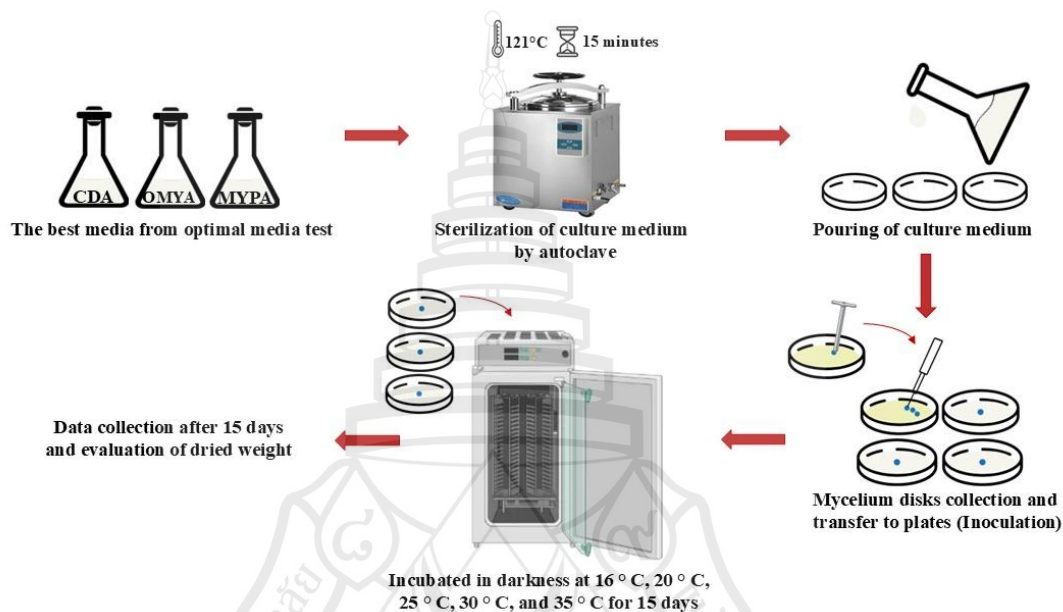 121°C
15 minutes
CDA
OMYA
MYPA
The best media from optimal media test
Sterilization of culture medium
by autoclave
Pouring of culture medium
Mycelium disks collection and
transfer to plates (Inoculation)
Incubated in darkness at 16 ° C, 20 ° C,
25 ° C, 30 ° C, and 35 ° C for 15 days
Data collection after 15 days
and evaluation of dried weight